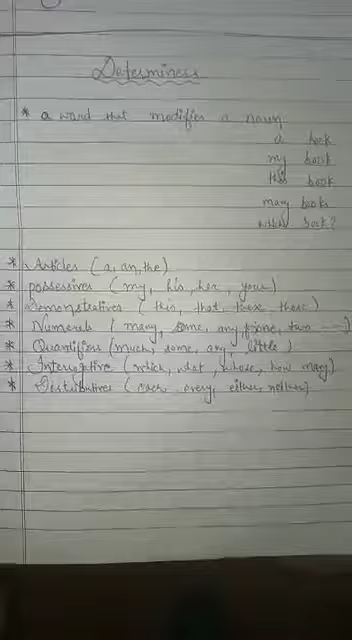 Determiness
* a word that modifies a noun
a book
my book
this book
many books
which book?
* Articles (a, an, the)
* possessives (my, his, her, your)
* Demonstratives (this, that, these, those)
* Numerals ( many, some, any, one, two
* Quantifiers (much, some, any, little)
* Interogative (which, what, whose, how many)
* Distributives (each, every, either, neither)